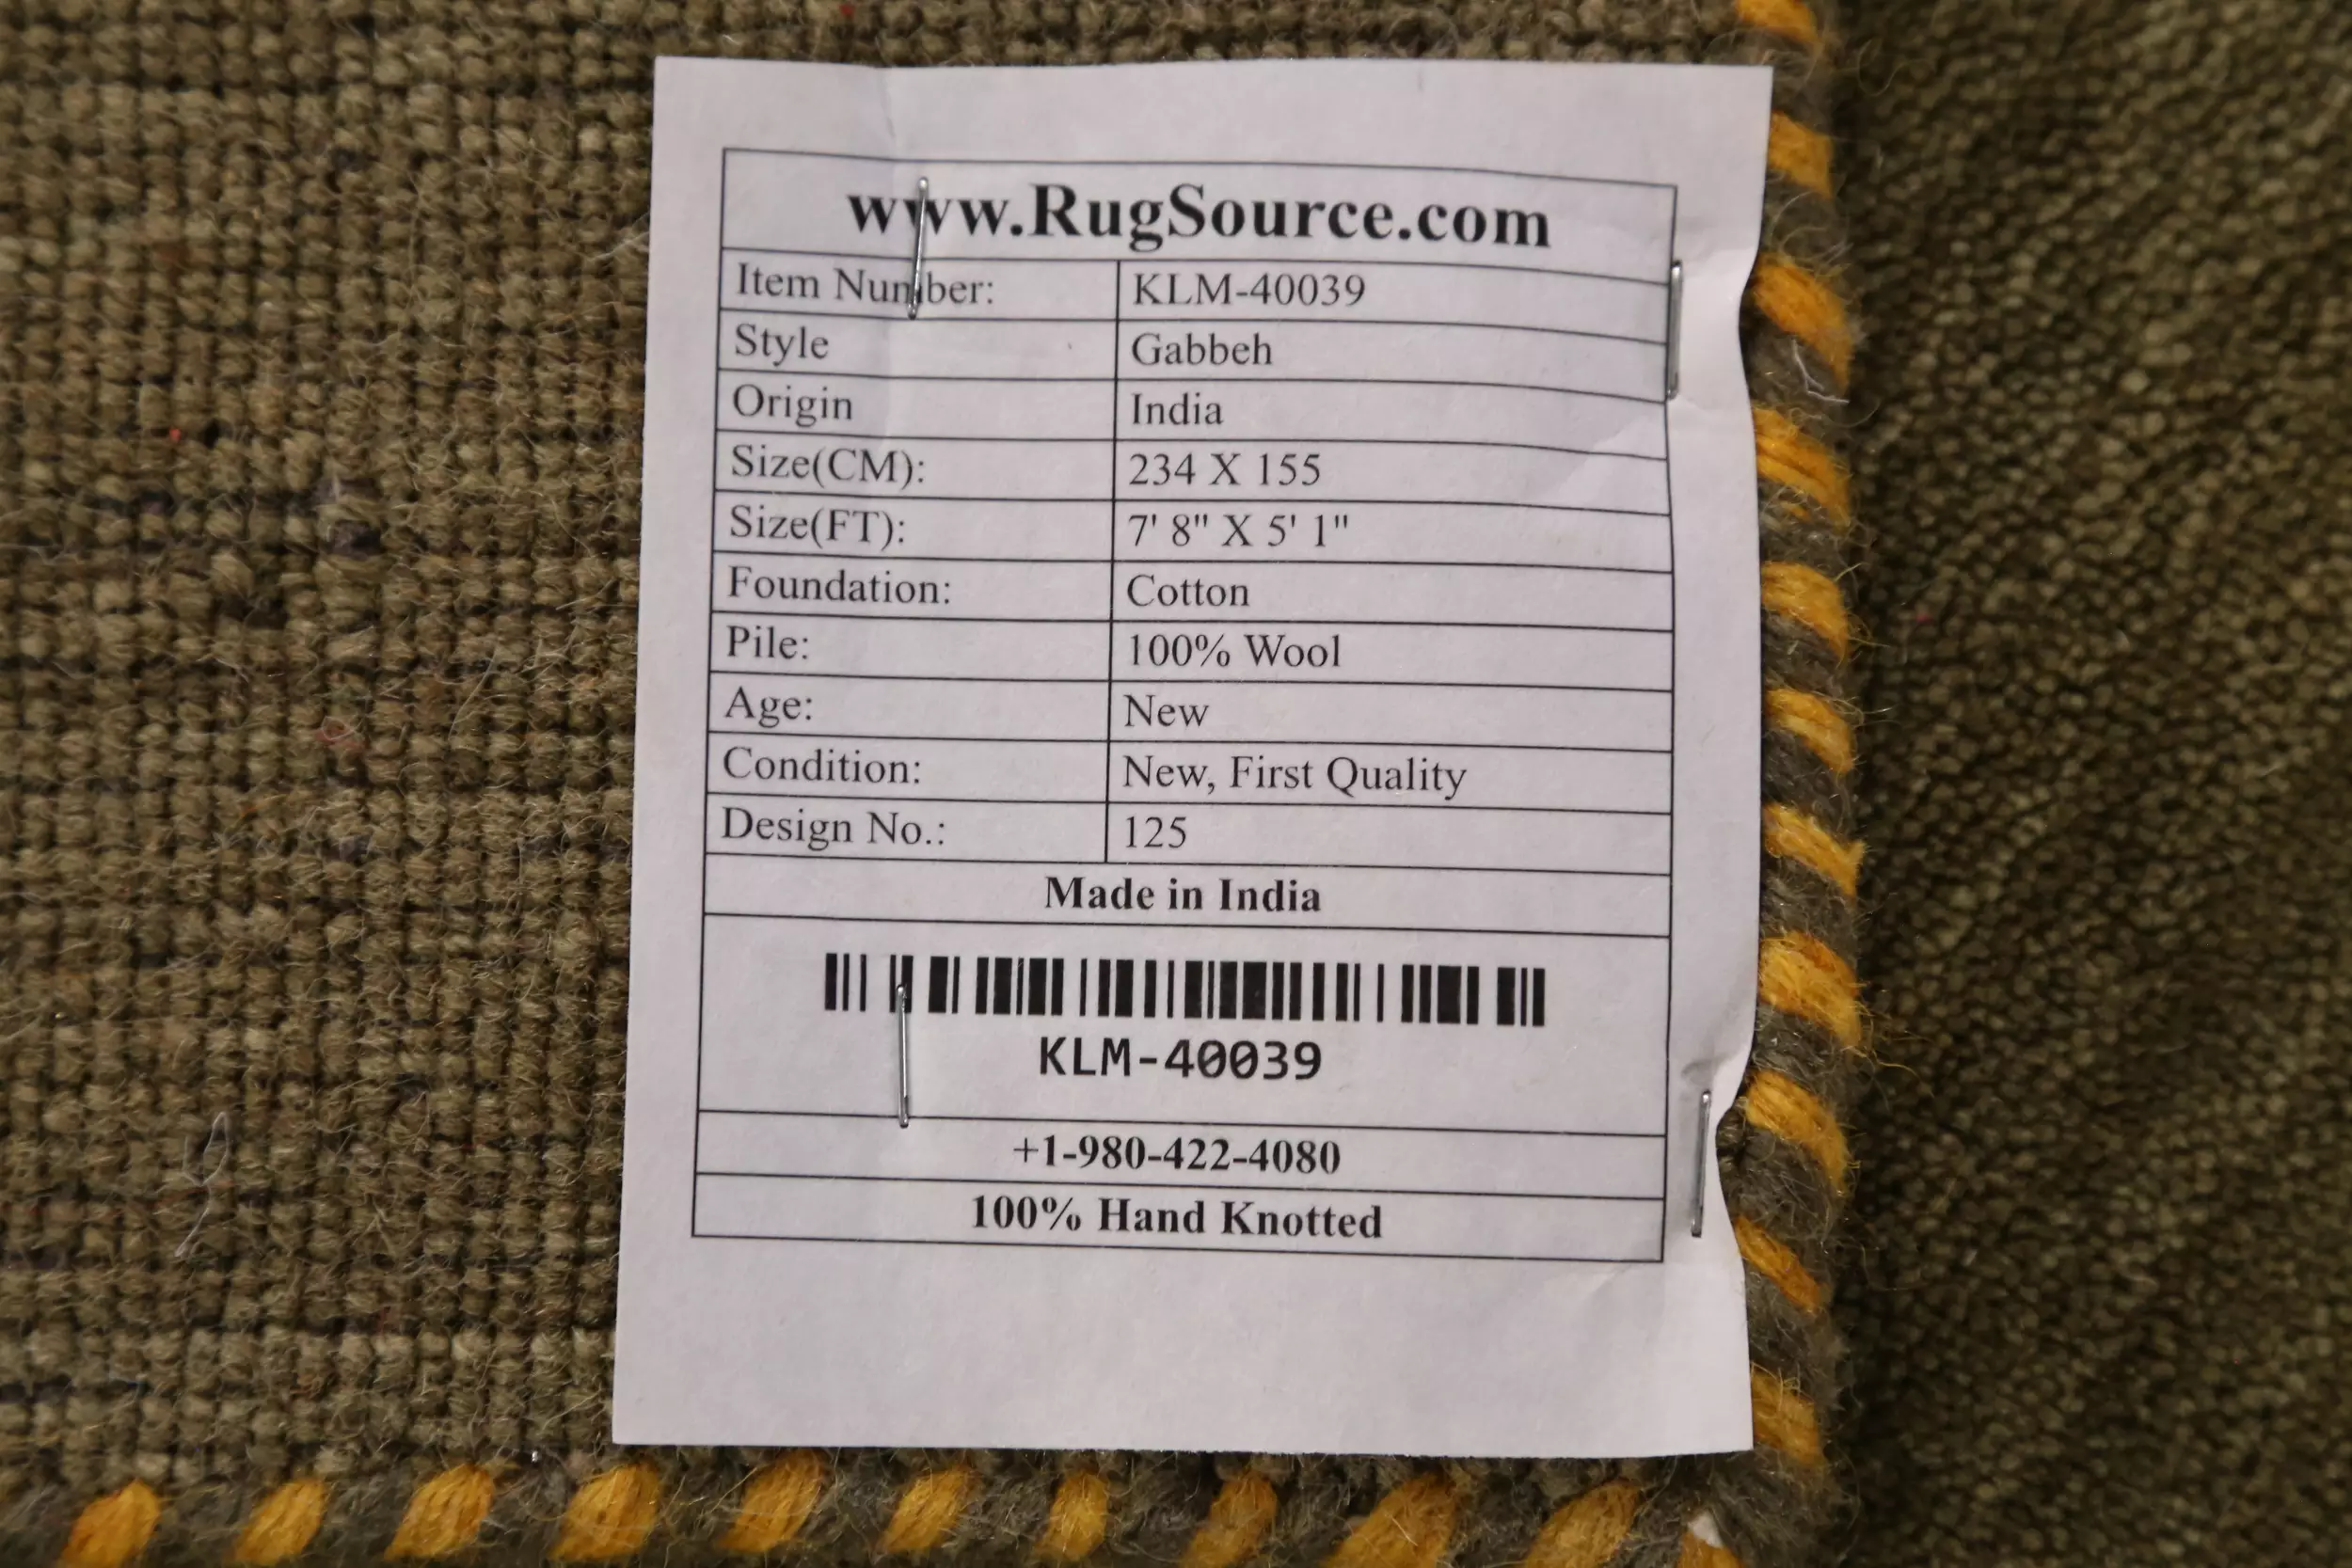 www.RugSource.com
Item Number: KLM-40039
Style Gabbeh
Origin India
Size(CM): 234 X 155
Size(FT): 7' 8" X 5' 1"
Foundation: Cotton
Pile: 100% Wool
Age: New
Condition: New, First Quality
Design No.: 125
Made in India
KLM-40039
+1-980-422-4080
100% Hand Knotted